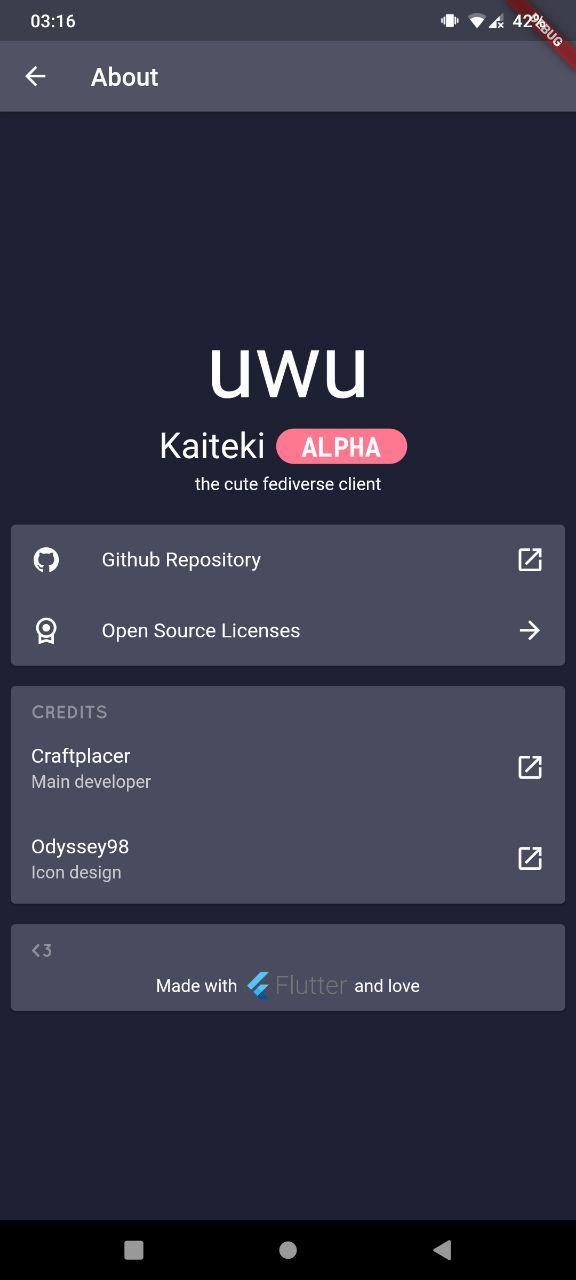 03:16
42%
DEBUG
About
uwu
Kaiteki ALPHA
the cute fediverse client
Github Repository
Open Source Licenses
CREDITS
Craftplacer
Main developer
Odyssey98
Icon design
<3
Made with Flutter and love